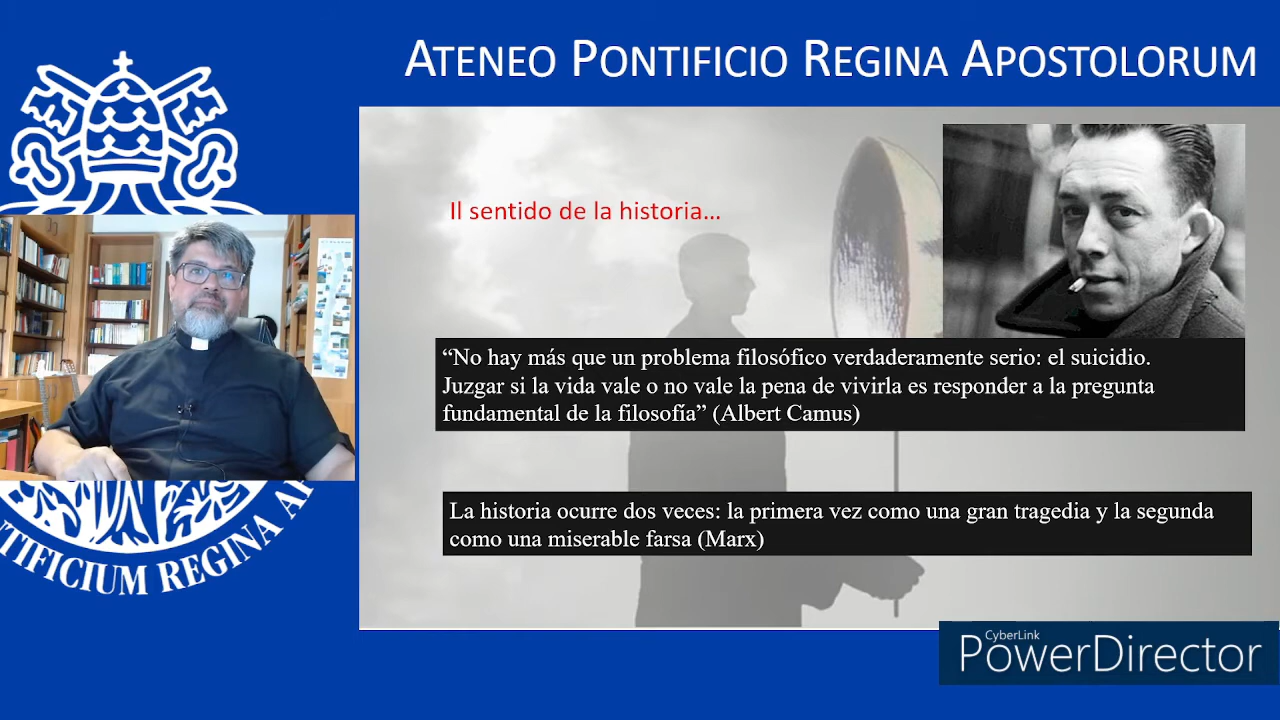 ATENEO PONTIFICIO REGINA APOSTOLORUM
Il sentido de la historia...
“No hay más que un problema filosófico verdaderamente serio: el suicidio.
Juzgar si la vida vale o no vale la pena de vivirla es responder a la pregunta
fundamental de la filosofía” (Albert Camus)
La historia ocurre dos veces: la primera vez como una gran tragedia y la segunda
como una miserable farsa (Marx)
TIFICIUM REGINA A
CyberLink
PowerDirector